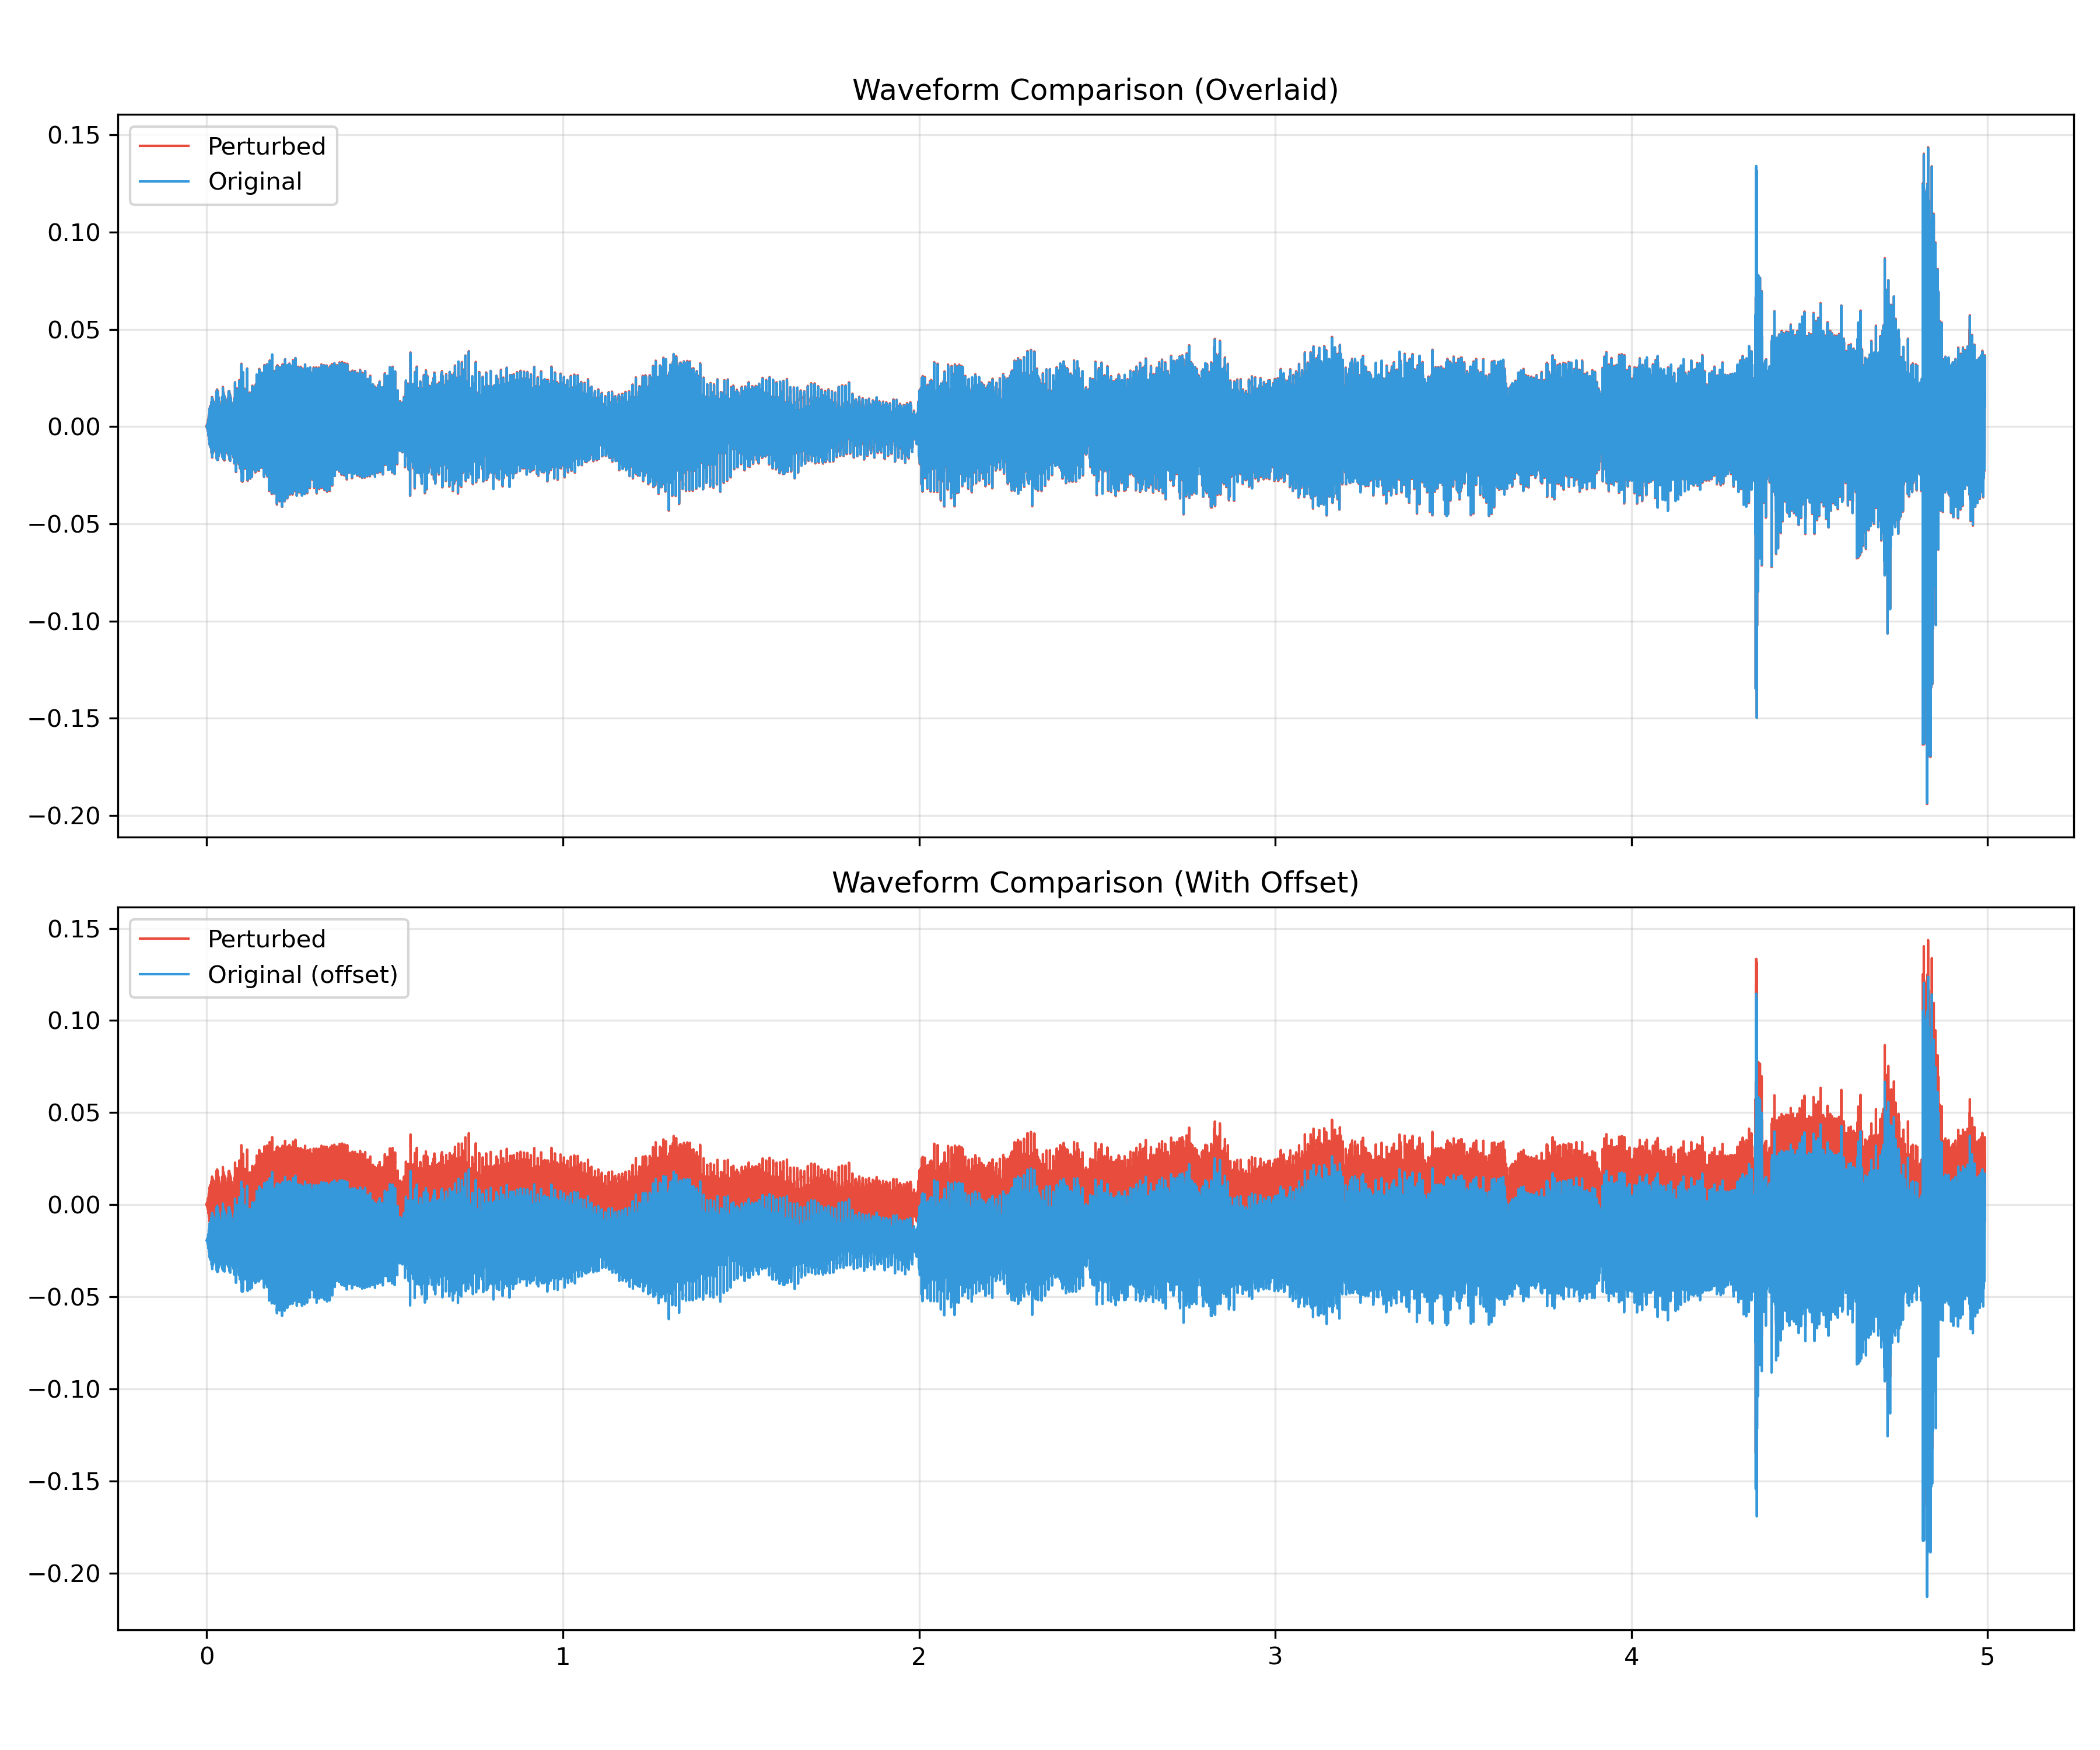 Waveform Comparison (Overlaid)
Perturbed
Original
0.15
0.10
0.05
0.00
−0.05
−0.10
−0.15
−0.20
Waveform Comparison (With Offset)
Perturbed
Original (offset)
0.15
0.10
0.05
0.00
−0.05
−0.10
−0.15
−0.20
0 1 2 3 4 5